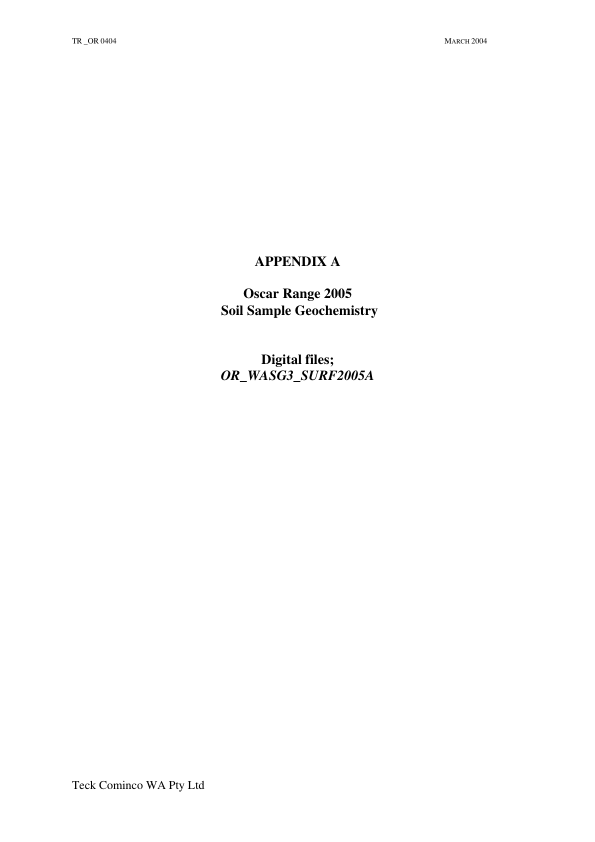 TR _OR 0404 MARCH 2004
APPENDIX A
Oscar Range 2005
Soil Sample Geochemistry
Digital files;
OR_WASG3_SURF2005A
Teck Cominco WA Pty Ltd